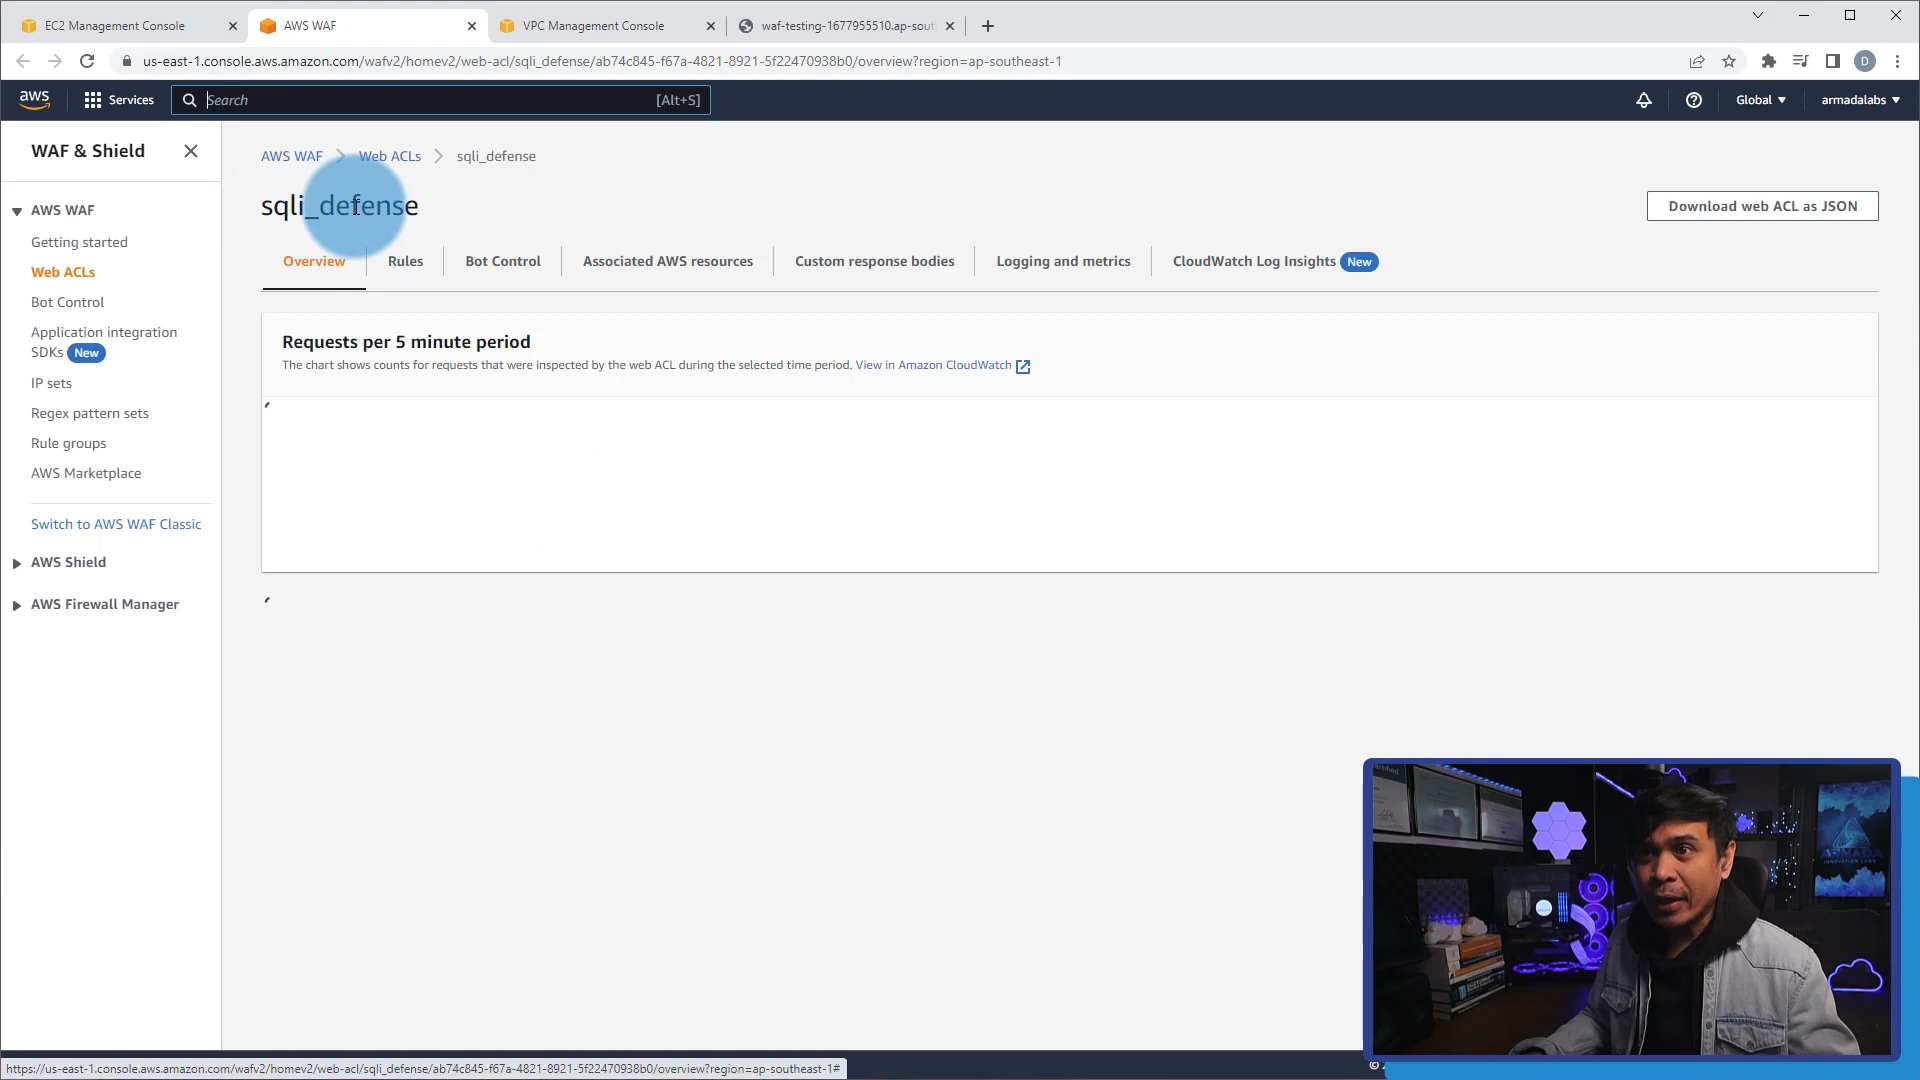 EC2 Management Console
AWS WAF
VPC Management Console
waf-testing-1677955510.ap-sout
us-east-1.console.aws.amazon.com/wafv2/homev2/web-acl/sqli_defense/ab74c845-f67a-4821-8921-5f22470938b0/overview?region=ap-southeast-1
D
aws
Services
Search
[Alt+S]
Global
armadalabs
WAF & Shield
AWS WAF
Getting started
Web ACLs
Bot Control
Application integration
SDKs New
IP sets
Regex pattern sets
Rule groups
AWS Marketplace
Switch to AWS WAF Classic
AWS Shield
AWS Firewall Manager
AWS WAF
Web ACLs
sqli_defense
sqli_defense
Download web ACL as JSON
Overview
Rules
Bot Control
Associated AWS resources
Custom response bodies
Logging and metrics
CloudWatch Log Insights New
Requests per 5 minute period
The chart shows counts for requests that were inspected by the web ACL during the selected time period. View in Amazon CloudWatch
ARMADA
https://us-east-1.console.aws.amazon.com/wafv2/homev2/web-acl/sqli_defense/ab74c845-f67a-4821-8921-5f22470938b0/overview?region=ap-southeast-1#
©